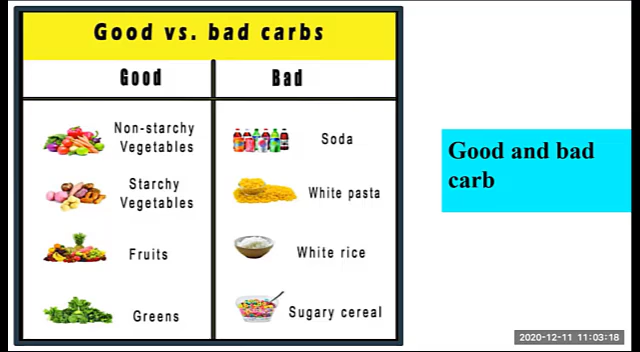 Good vs. bad carbs
Good
Bad
Non-starchy
Vegetables
Soda
Starchy
Vegetables
White pasta
Fruits
White rice
Greens
Sugary cereal
Good and bad
carb
2020-12-11 11:03:18